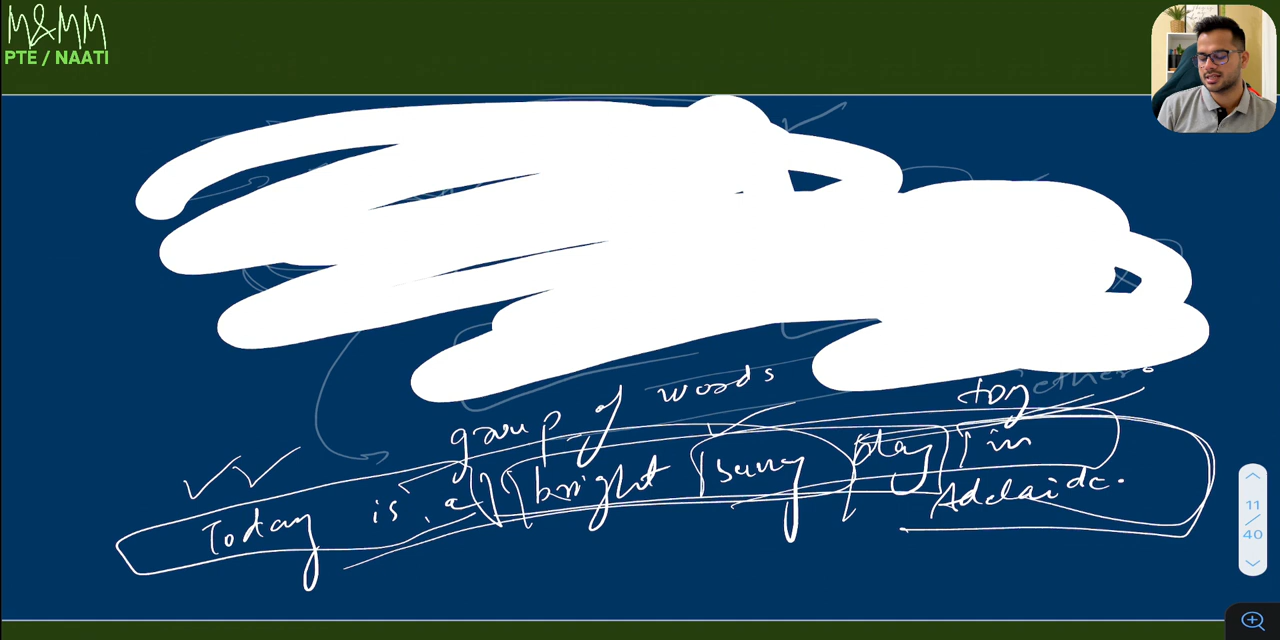 M&MM
PTE / NAATI
group of words together.
Today is a bright sunny day in Adelaide.
11
/
40